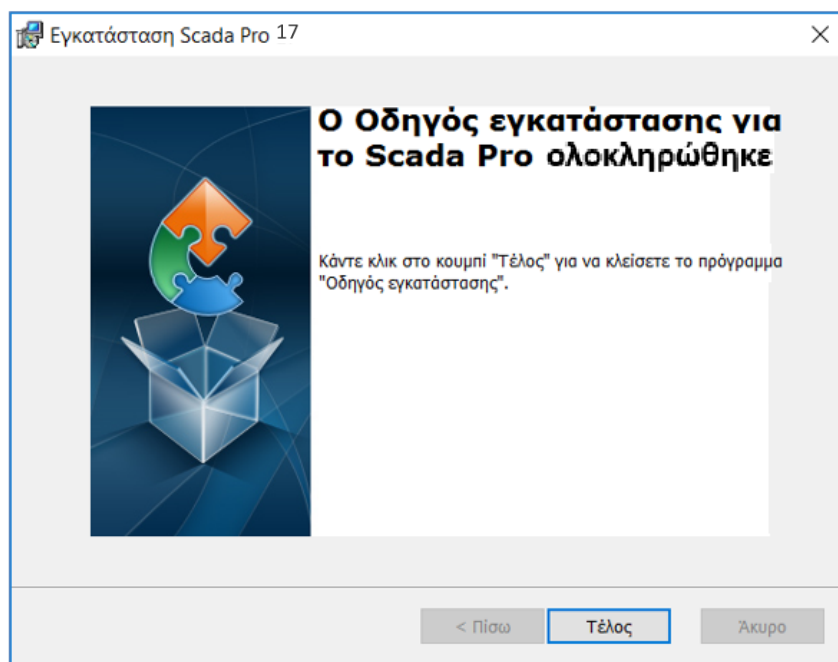 Εγκατάσταση Scada Pro 17
Ο Οδηγός εγκατάστασης για
το Scada Pro ολοκληρώθηκε
Κάντε κλικ στο κουμπί "Τέλος" για να κλείσετε το πρόγραμμα
"Οδηγός εγκατάστασης".
< Πίσω
Τέλος
Άκυρο